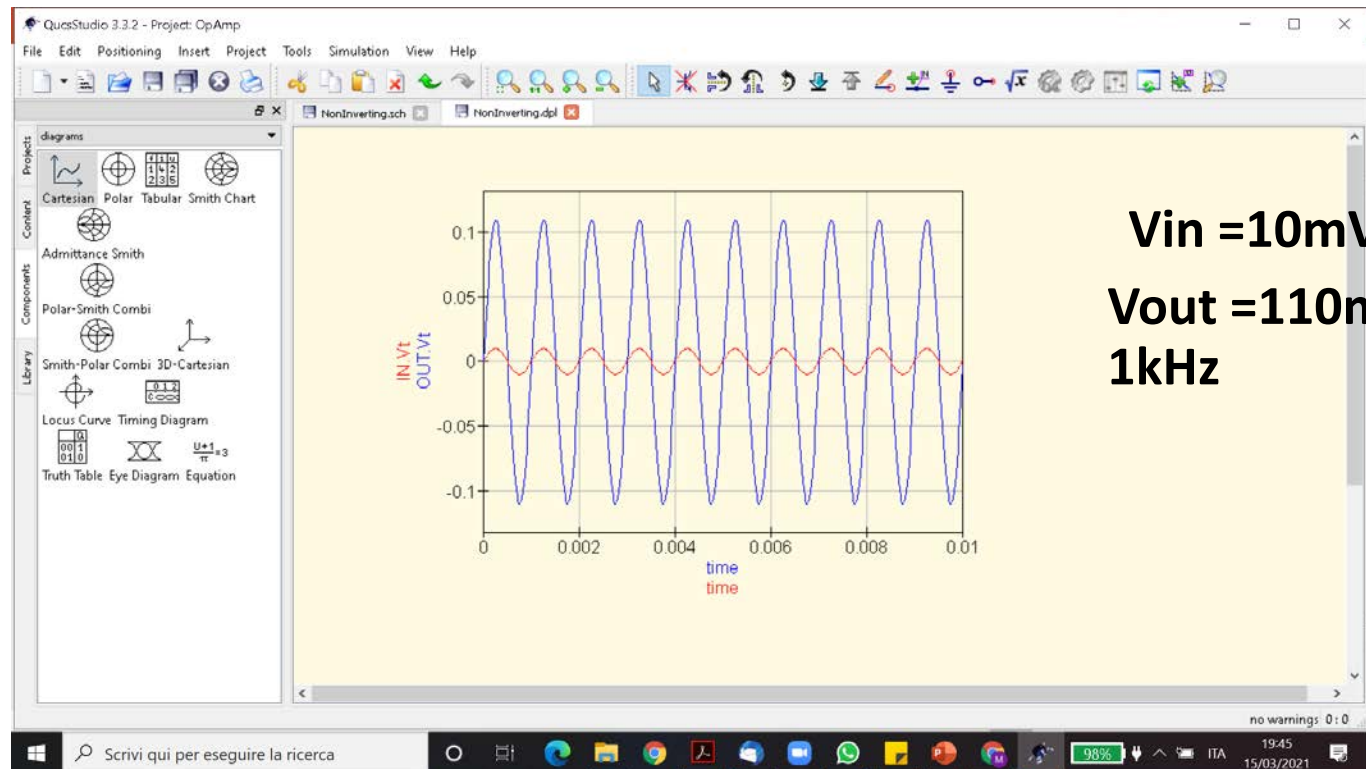 QucsStudio 3.3.2 - Project: OpAmp
File Edit Positioning Insert Project Tools Simulation View Help
NonInverting.sch
NonInverting.dpl
Projects
Content
Components
Library
diagrams
Cartesian Polar Tabular Smith Chart
Admittance Smith
Polar-Smith Combi
Smith-Polar Combi 3D-Cartesian
Locus Curve Timing Diagram
Truth Table Eye Diagram Equation
0.1
0.05
0
-0.05
-0.1
IN.Vt
OUT.Vt
0 0.002 0.004 0.006 0.008 0.01
time
time
Vin =10mV
Vout =110m
1kHz
no warnings 0 : 0
Scrivi qui per eseguire la ricerca
98%
ITA
19:45
15/03/2021